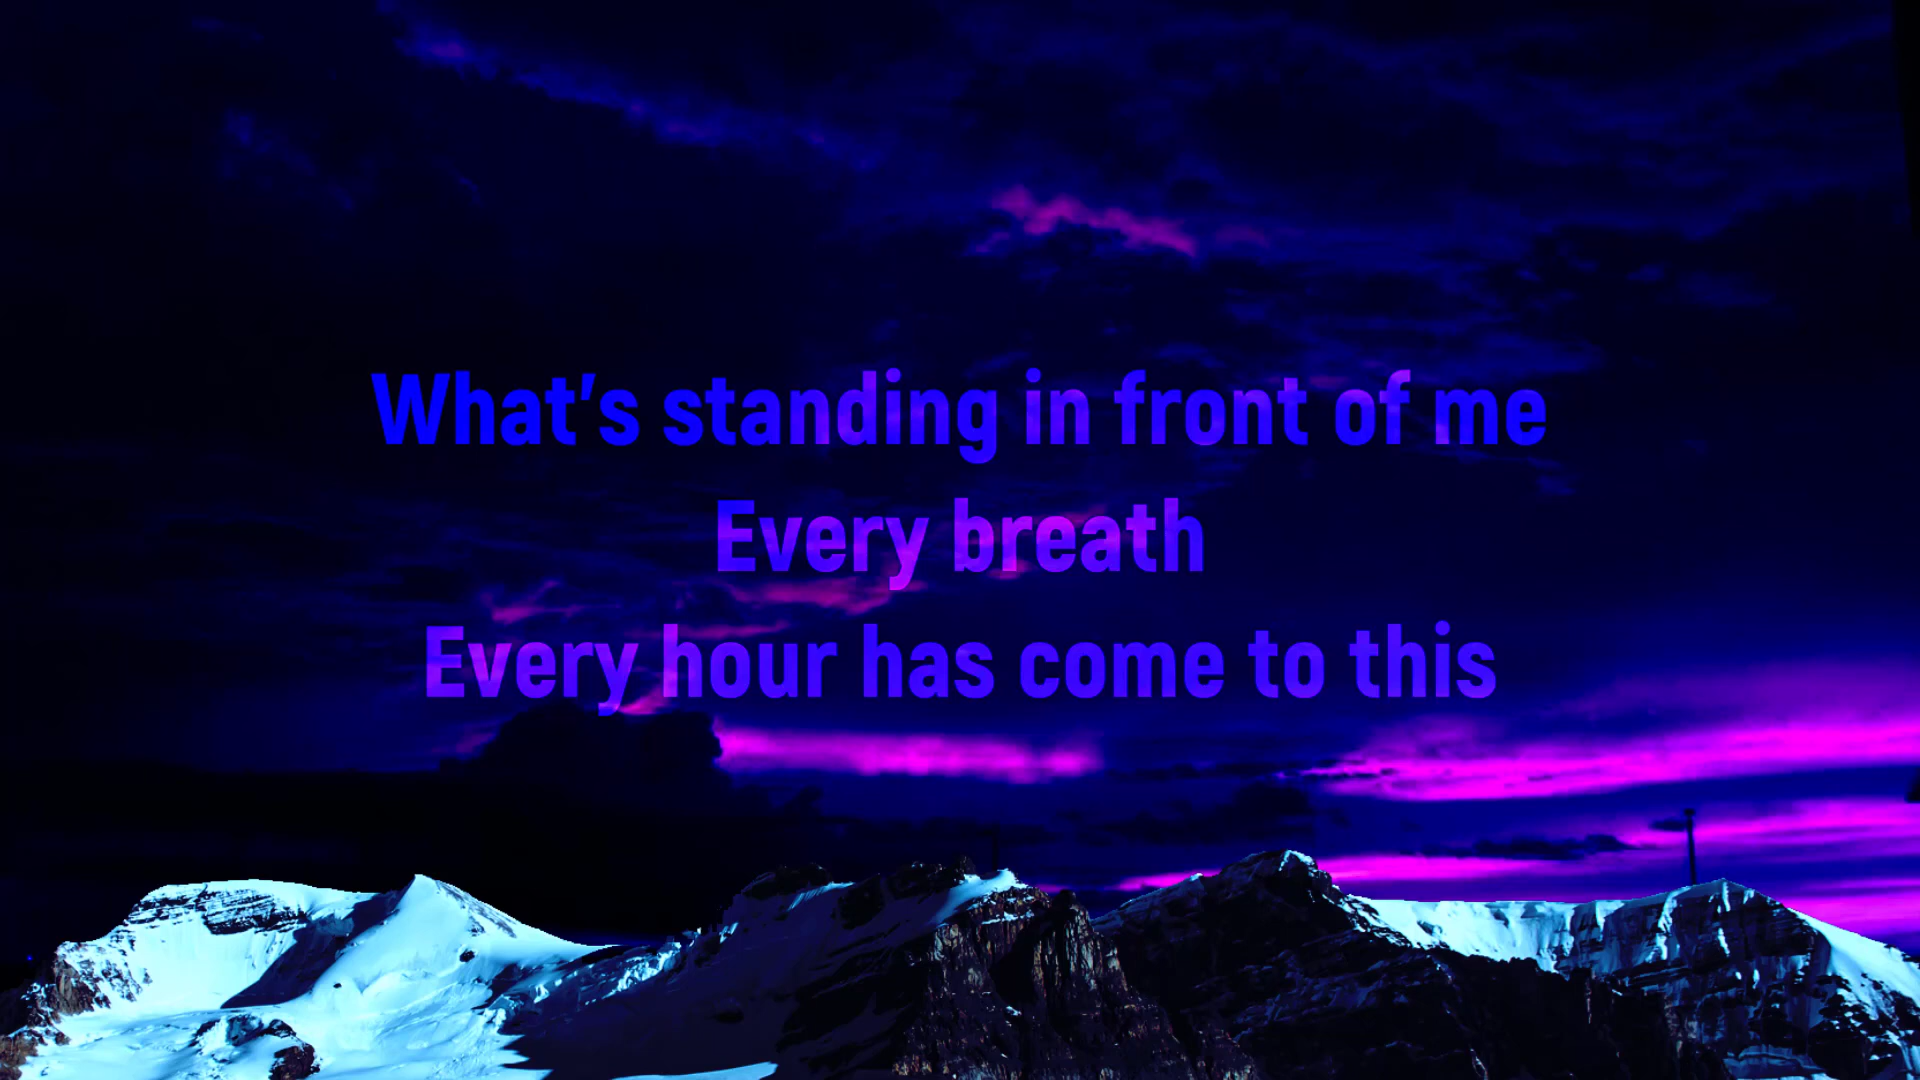 What's standing in front of me
Every breath
Every hour has come to this